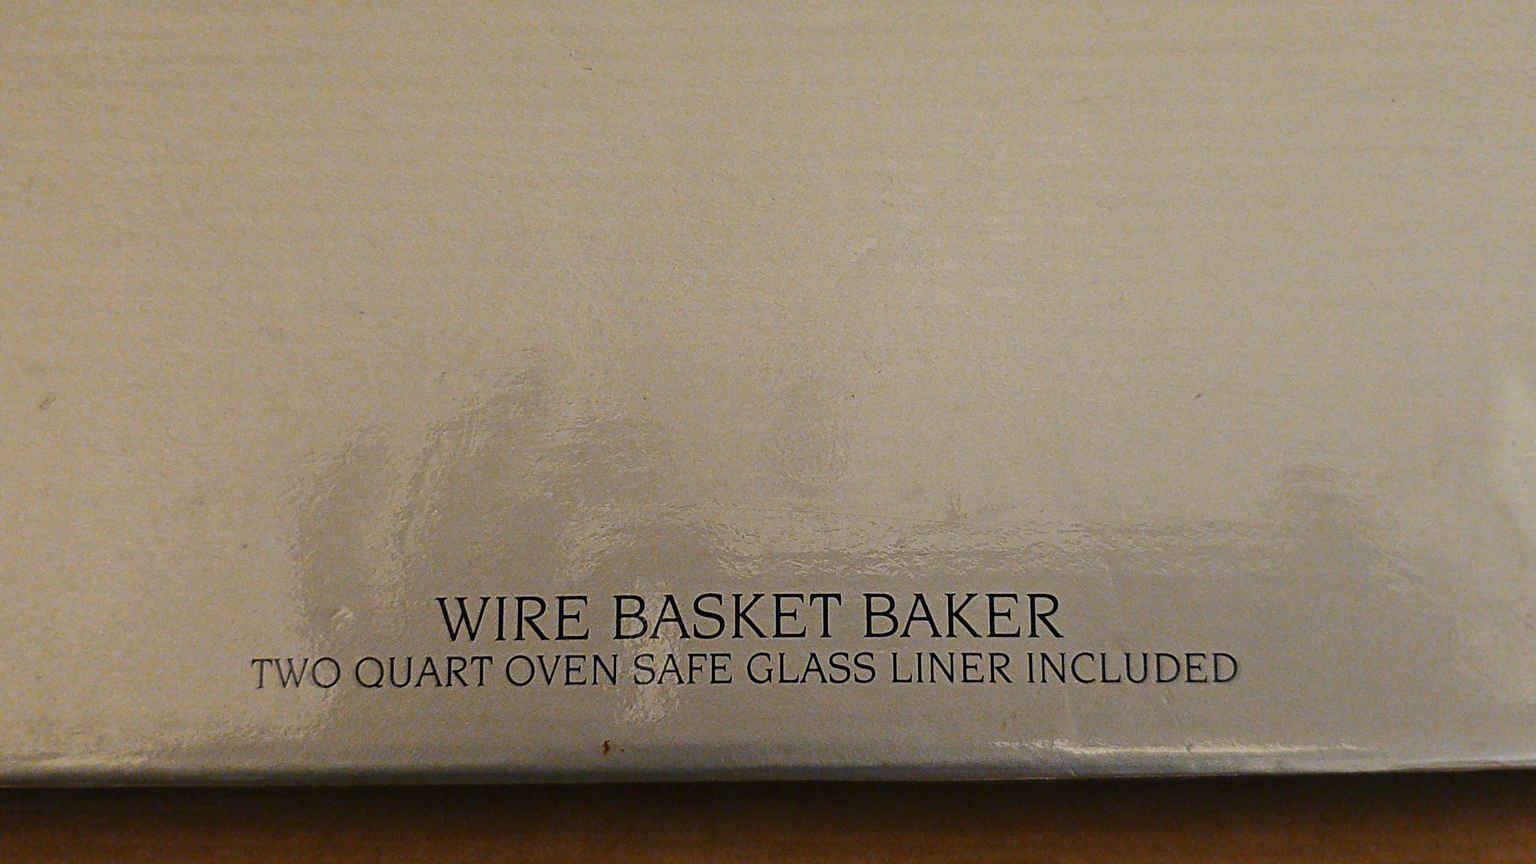 WIRE BASKET BAKER
TWO QUART OVEN SAFE GLASS LINER INCLUDED